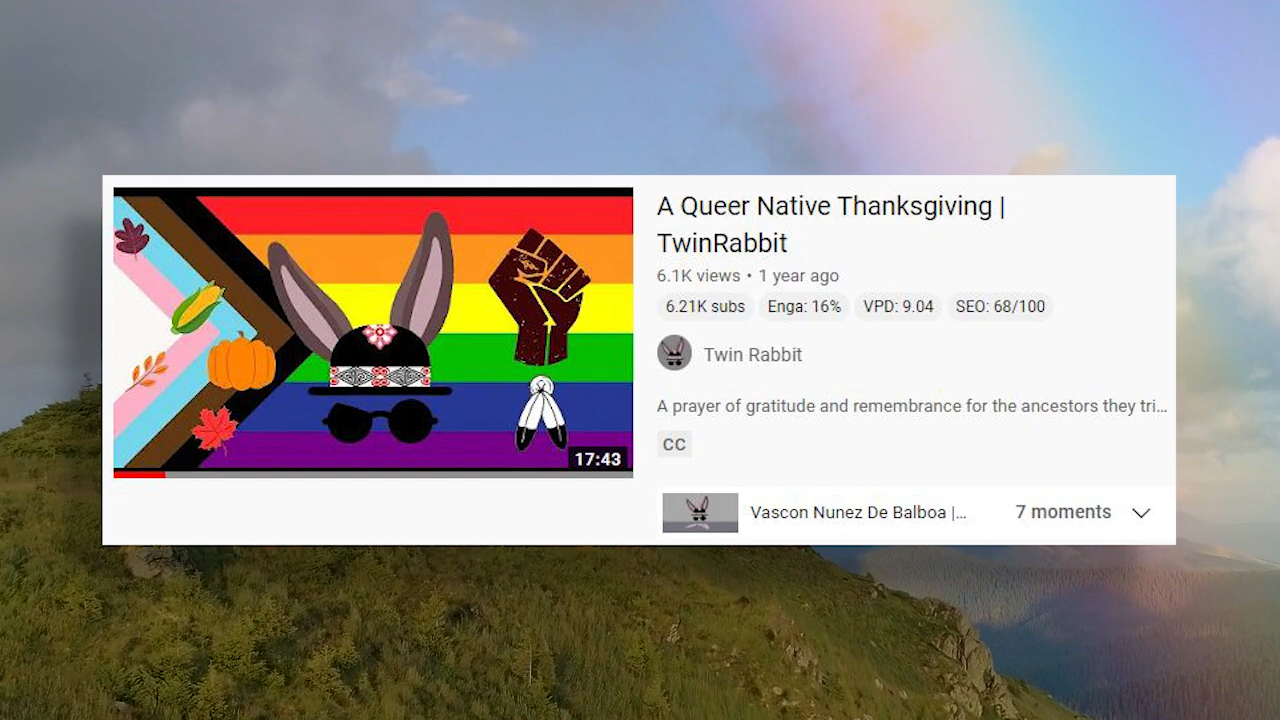 A Queer Native Thanksgiving |
TwinRabbit
6.1K views • 1 year ago
6.21K subs Enga: 16% VPD: 9.04 SEO: 68/100
Twin Rabbit
A prayer of gratitude and remembrance for the ancestors they tri...
CC
17:43
Vascon Nunez De Balboa |... 7 moments